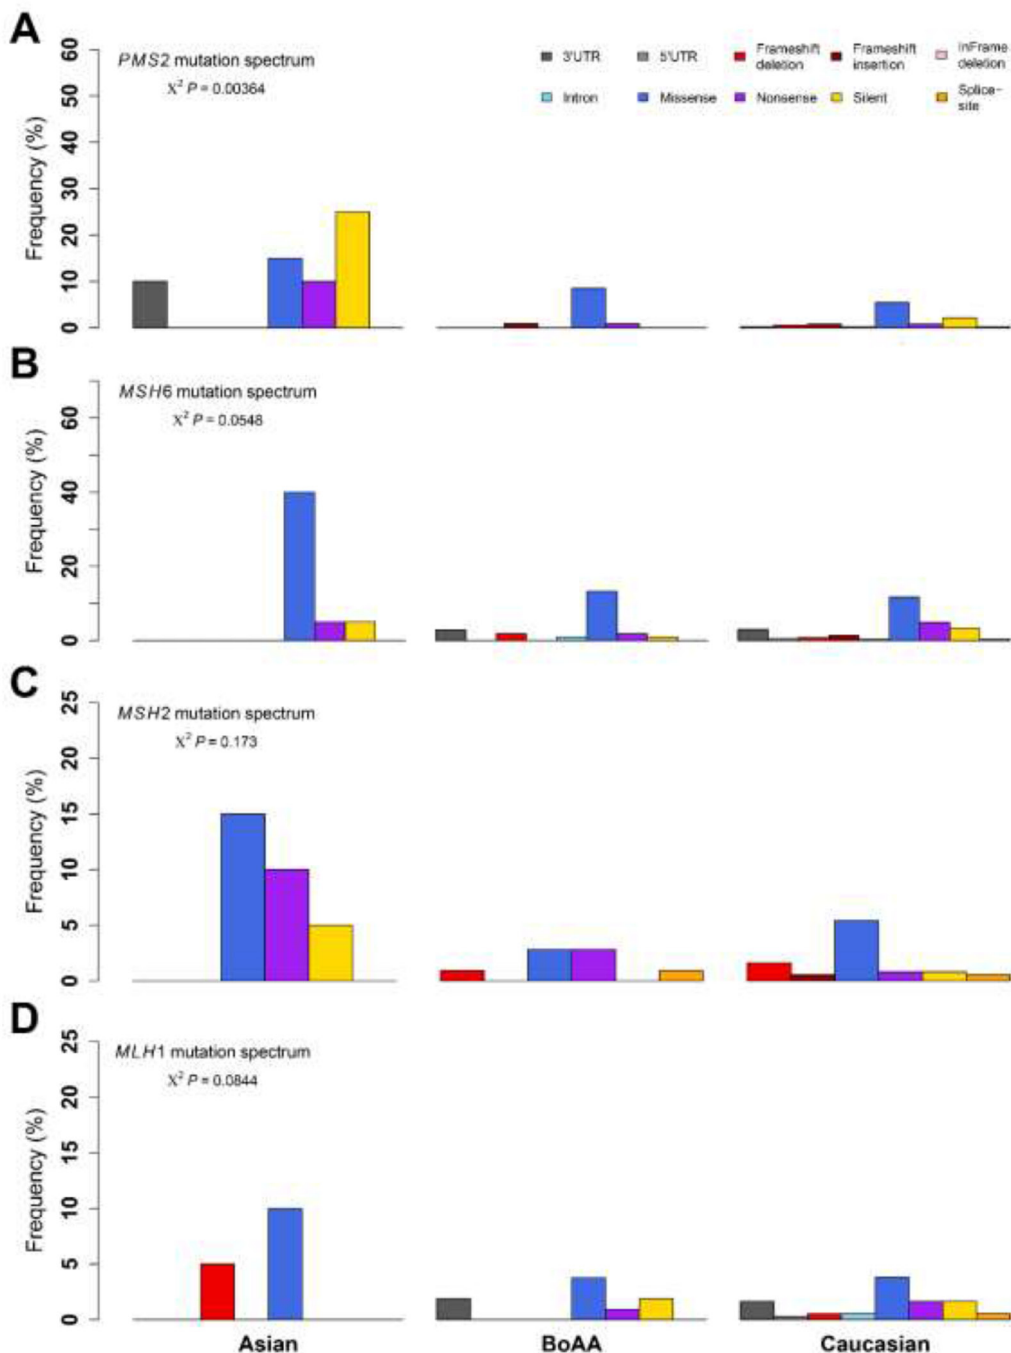 A
PMS2 mutation spectrum
X² P = 0.00364
3'UTR
5'UTR
Frameshift
deletion
Frameshift
insertion
InFrame
deletion
Intron
Missense
Nonsense
Silent
Splice-
site
Frequency (%)
60
50
40
30
20
10
0
B
MSH6 mutation spectrum
X² P = 0.0548
Frequency (%)
60
40
20
0
C
MSH2 mutation spectrum
X² P = 0.173
Frequency (%)
25
20
15
10
5
0
D
MLH1 mutation spectrum
X² P = 0.0844
Frequency (%)
25
20
15
10
5
0
Asian
BoAA
Caucasian